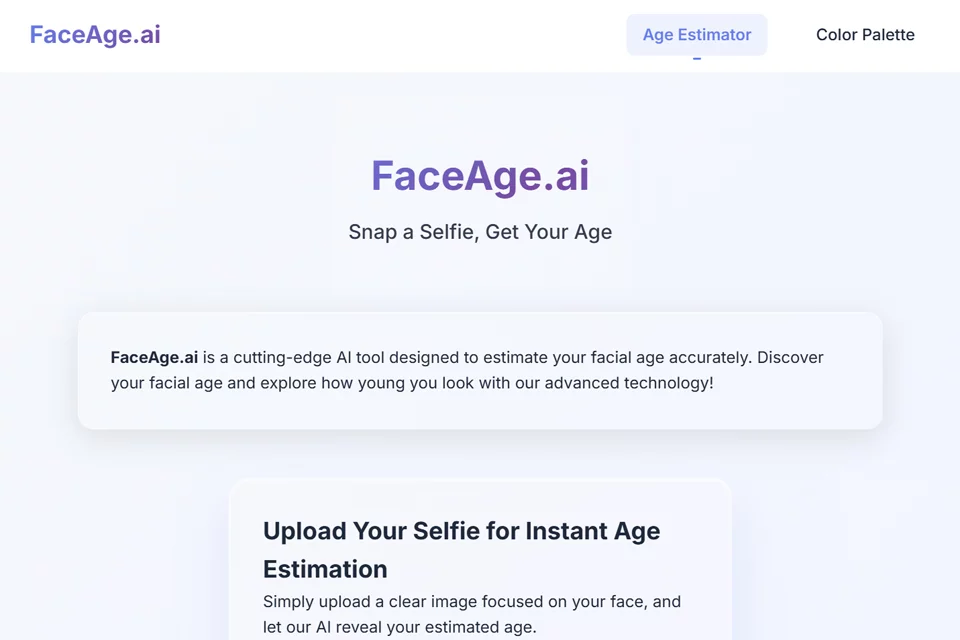 FaceAge.ai
Age Estimator
Color Palette
FaceAge.ai
Snap a Selfie, Get Your Age
FaceAge.ai is a cutting-edge AI tool designed to estimate your facial age accurately. Discover
your facial age and explore how young you look with our advanced technology!
Upload Your Selfie for Instant Age
Estimation
Simply upload a clear image focused on your face, and
let our AI reveal your estimated age.